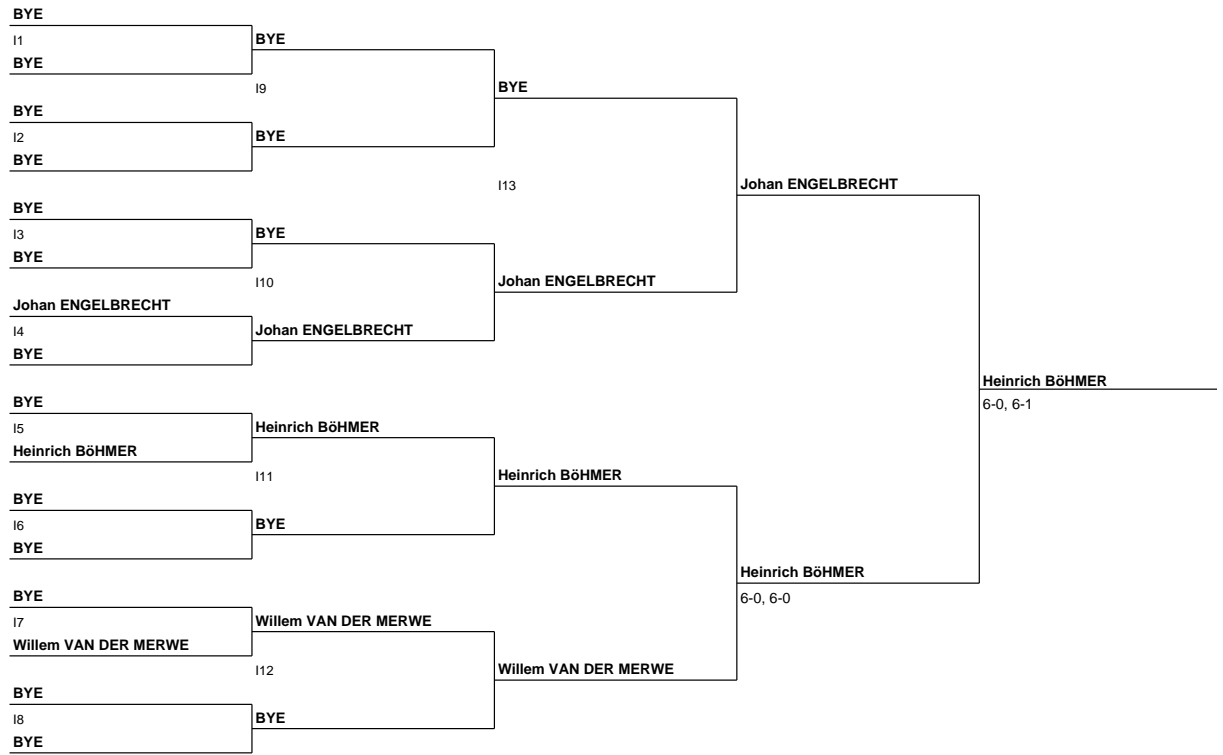 BYE
I1
BYE
BYE
I9
BYE
BYE
I2
BYE
BYE
I13
Johan ENGELBRECHT
BYE
I3
BYE
BYE
I10
Johan ENGELBRECHT
Johan ENGELBRECHT
I4
Johan ENGELBRECHT
BYE
Heinrich BöHMER
6-0, 6-1
BYE
I5
Heinrich BöHMER
Heinrich BöHMER
I11
Heinrich BöHMER
BYE
I6
BYE
BYE
Heinrich BöHMER
6-0, 6-0
BYE
I7
Willem VAN DER MERWE
Willem VAN DER MERWE
I12
Willem VAN DER MERWE
BYE
I8
BYE
BYE